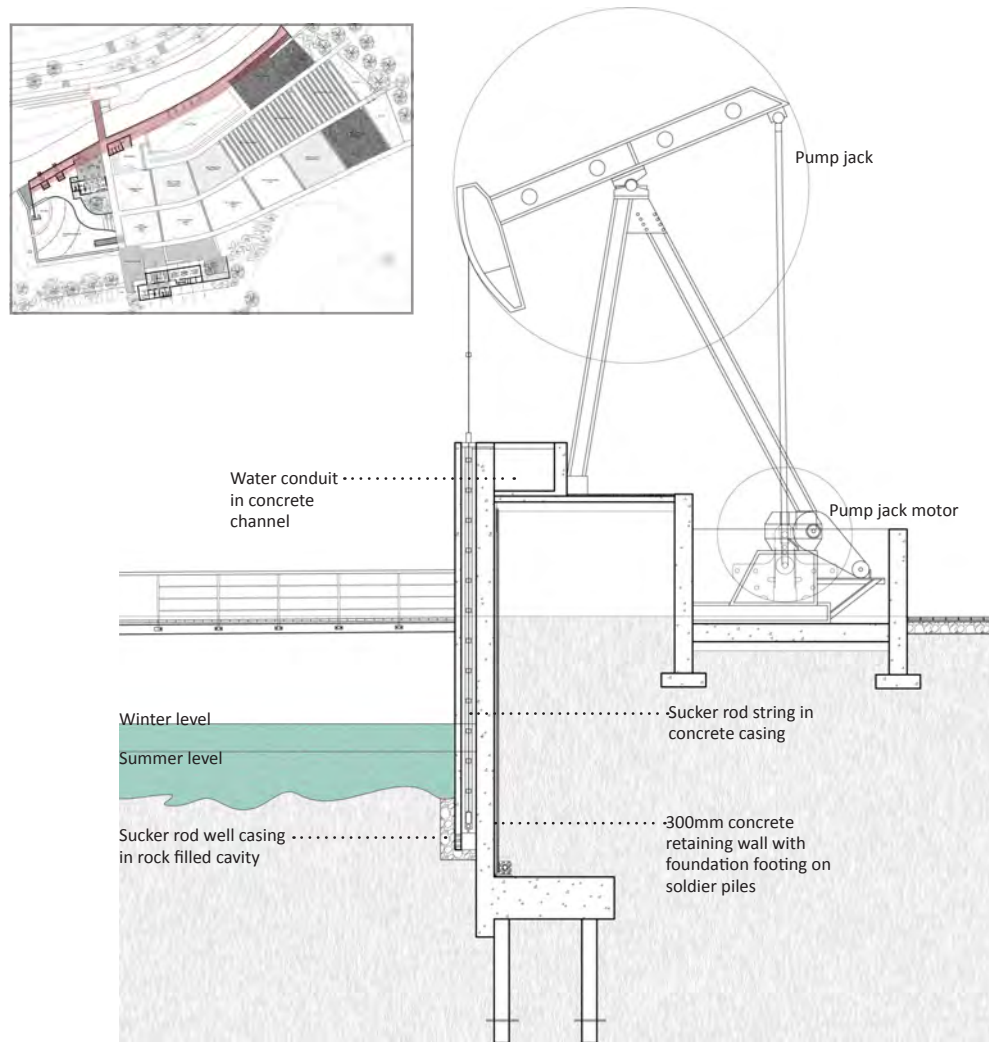 Pump jack
Water conduit
in concrete
channel
Pump jack motor
Winter level
Summer level
Sucker rod string in
concrete casing
Sucker rod well casing
in rock filled cavity
300mm concrete
retaining wall with
foundation footing on
soldier piles